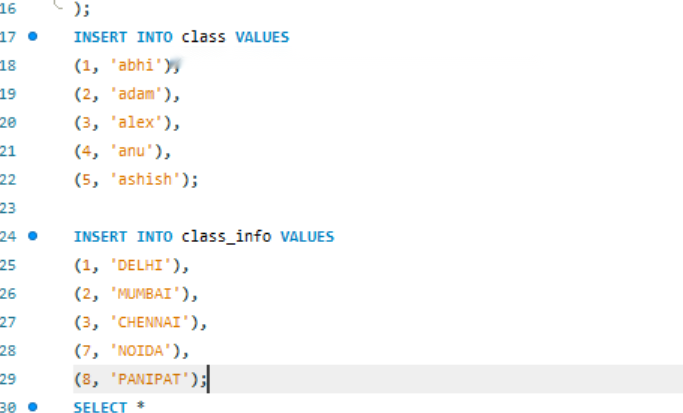 16 );
17 INSERT INTO class VALUES
18 (1, 'abhi'),
19 (2, 'adam'),
20 (3, 'alex'),
21 (4, 'anu'),
22 (5, 'ashish');
23
24 INSERT INTO class_info VALUES
25 (1, 'DELHI'),
26 (2, 'MUMBAI'),
27 (3, 'CHENNAI'),
28 (7, 'NOIDA'),
29 (8, 'PANIPAT');
30 SELECT *